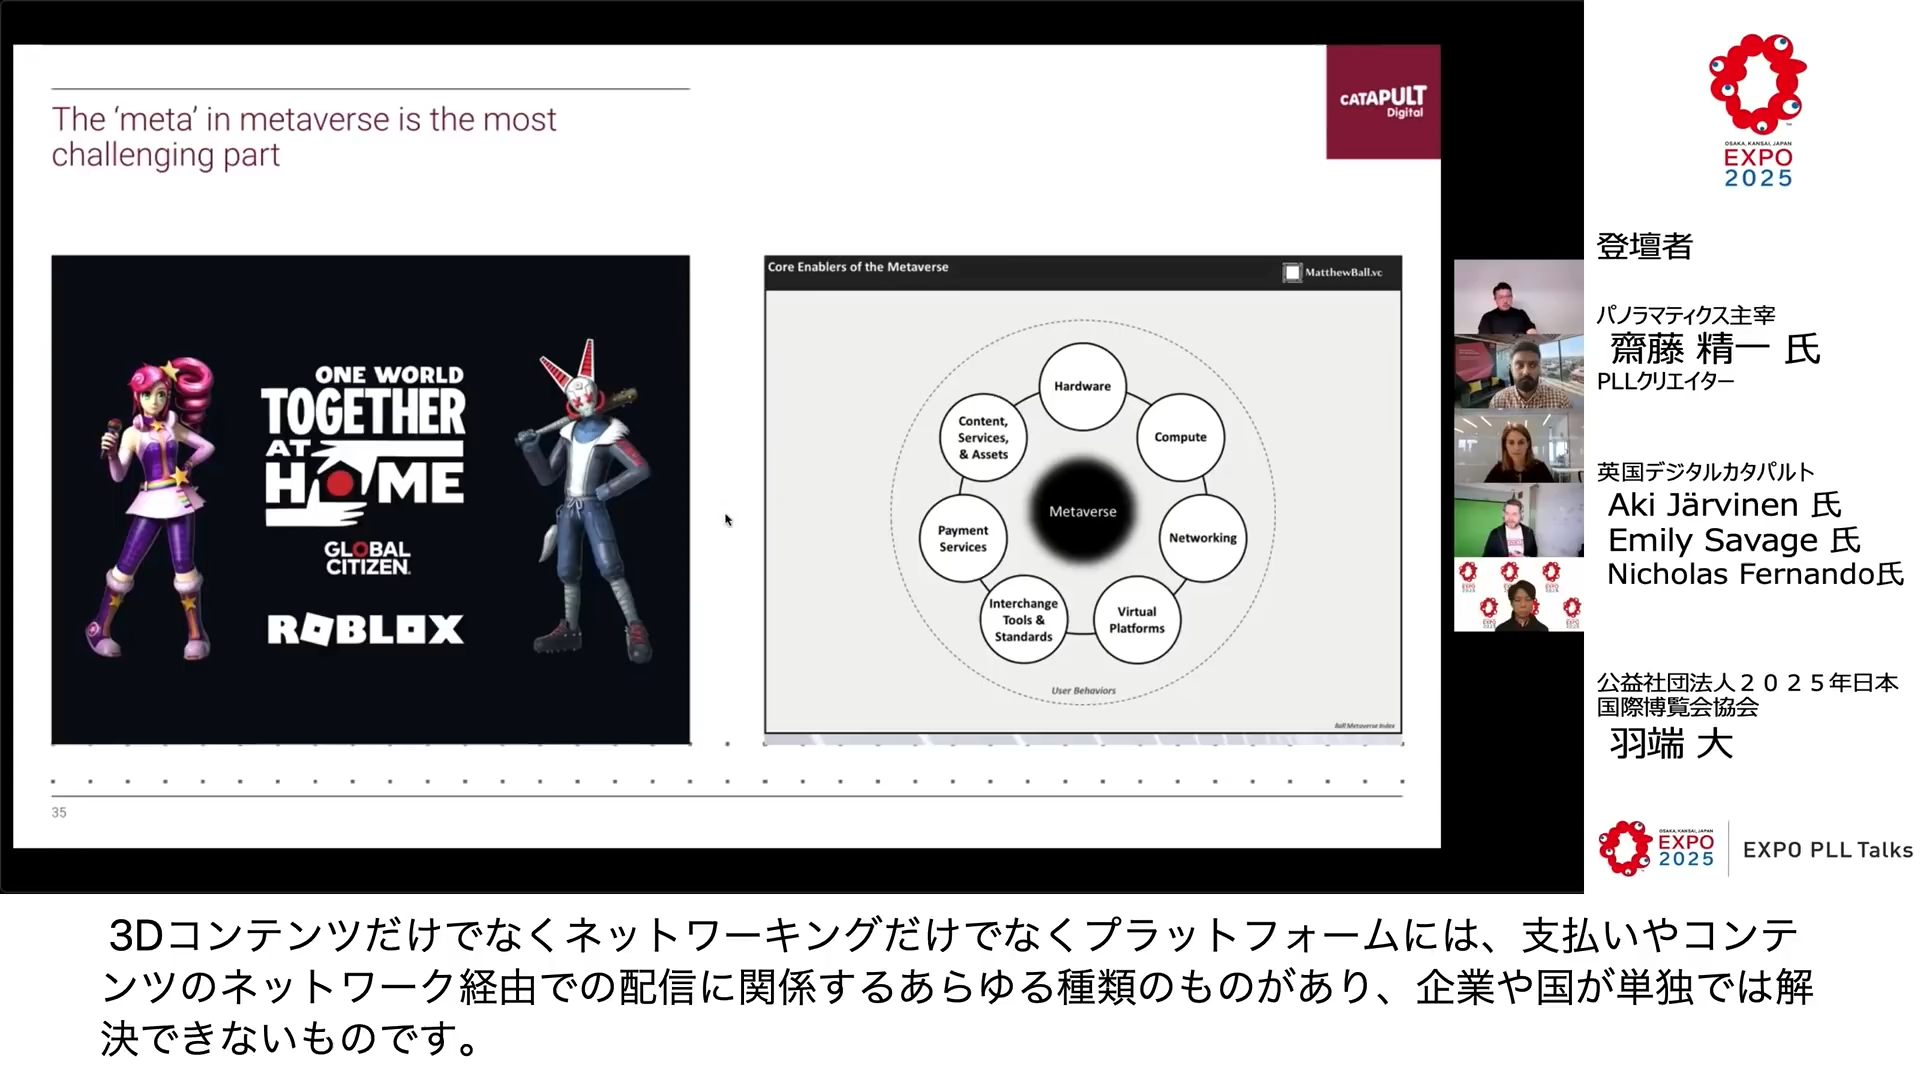 The ‘meta’ in metaverse is the most
challenging part
CATAPULT
Digital
ONE WORLD
TOGETHER
AT
HOME
GLOBAL
CITIZEN.
ROBLOX
Core Enablers of the Metaverse
MatthewBall.vc
Hardware
Compute
Networking
Virtual
Platforms
Interchange
Tools &
Standards
Payment
Services
Content,
Services,
& Assets
Metaverse
User Behaviors
Ball Metaverse Index
35
OSAKA, KANSAI, JAPAN
EXPO
2025
登壇者
パノラマティクス主宰
齋藤 精一 氏
PLLクリエイター
英国デジタルカタパルト
Aki Järvinen 氏
Emily Savage 氏
Nicholas Fernando氏
公益社団法人２０２５年日本
国際博覧会協会
羽端 大
OSAKA, KANSAI, JAPAN
EXPO
2025
EXPO PLL Talks
3Dコンテンツだけでなくネットワーキングだけでなくプラットフォームには、支払いやコンテ
ンツのネットワーク経由での配信に関係するあらゆる種類のものがあり、企業や国が単独では解
決できないものです。